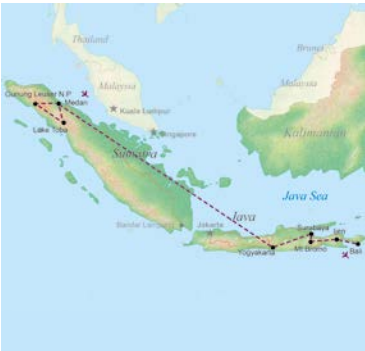 Thailand
Brunei
Malaysia
Malaysia
Gunung Leuser N P
Medan
Kuala Lumpur
Lake Toba
Singapore
Kalimantan
Sumatra
Java Sea
Java
Bandar Lampung
Jakarta
Surabaya
Ijen
Yogyakarta
Mt Bromo
Bali